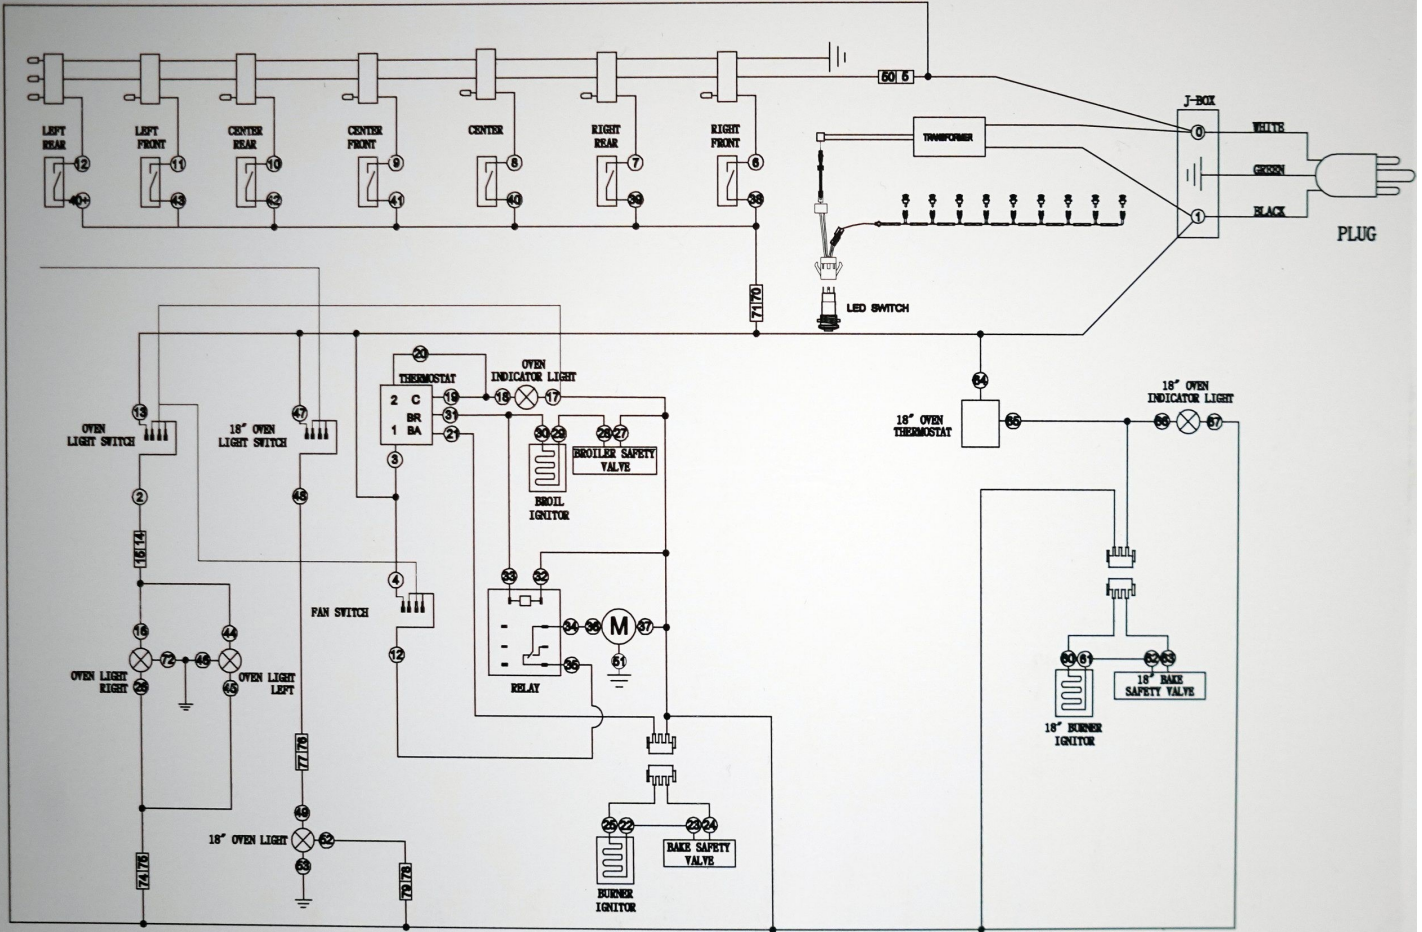 50 5
J-BOX
LEFT
REAR
LEFT
FRONT
CENTER
REAR
CENTER
FRONT
CENTER
RIGHT
REAR
RIGHT
FRONT
TRANSFORMER
0
WHITE
GREEN
1
BLACK
PLUG
12
11
10
9
8
7
6
40+
43
42
41
40
39
38
71 70
LED SWITCH
20
THERMOSTAT
OVEN
INDICATOR LIGHT
2 C
19
18
17
BR
31
1 BA
21
30
29
28
27
BROILER SAFETY
VALVE
BROIL
IGNITOR
13
OVEN
LIGHT SWITCH
47
18" OVEN
LIGHT SWITCH
3
2
48
15 14
64
18" OVEN
THERMOSTAT
65
18" OVEN
INDICATOR LIGHT
66
67
4
FAN SWITCH
12
33
32
34
36
M
37
35
51
RELAY
16
44
72
46
OVEN LIGHT
RIGHT
26
45
OVEN LIGHT
LEFT
77 76
49
18" OVEN LIGHT
52
53
74 75
79 78
25
22
23
24
BAKE SAFETY
VALVE
BURNER
IGNITOR
60
61
62
63
18" BAKE
SAFETY VALVE
18" BURNER
IGNITOR